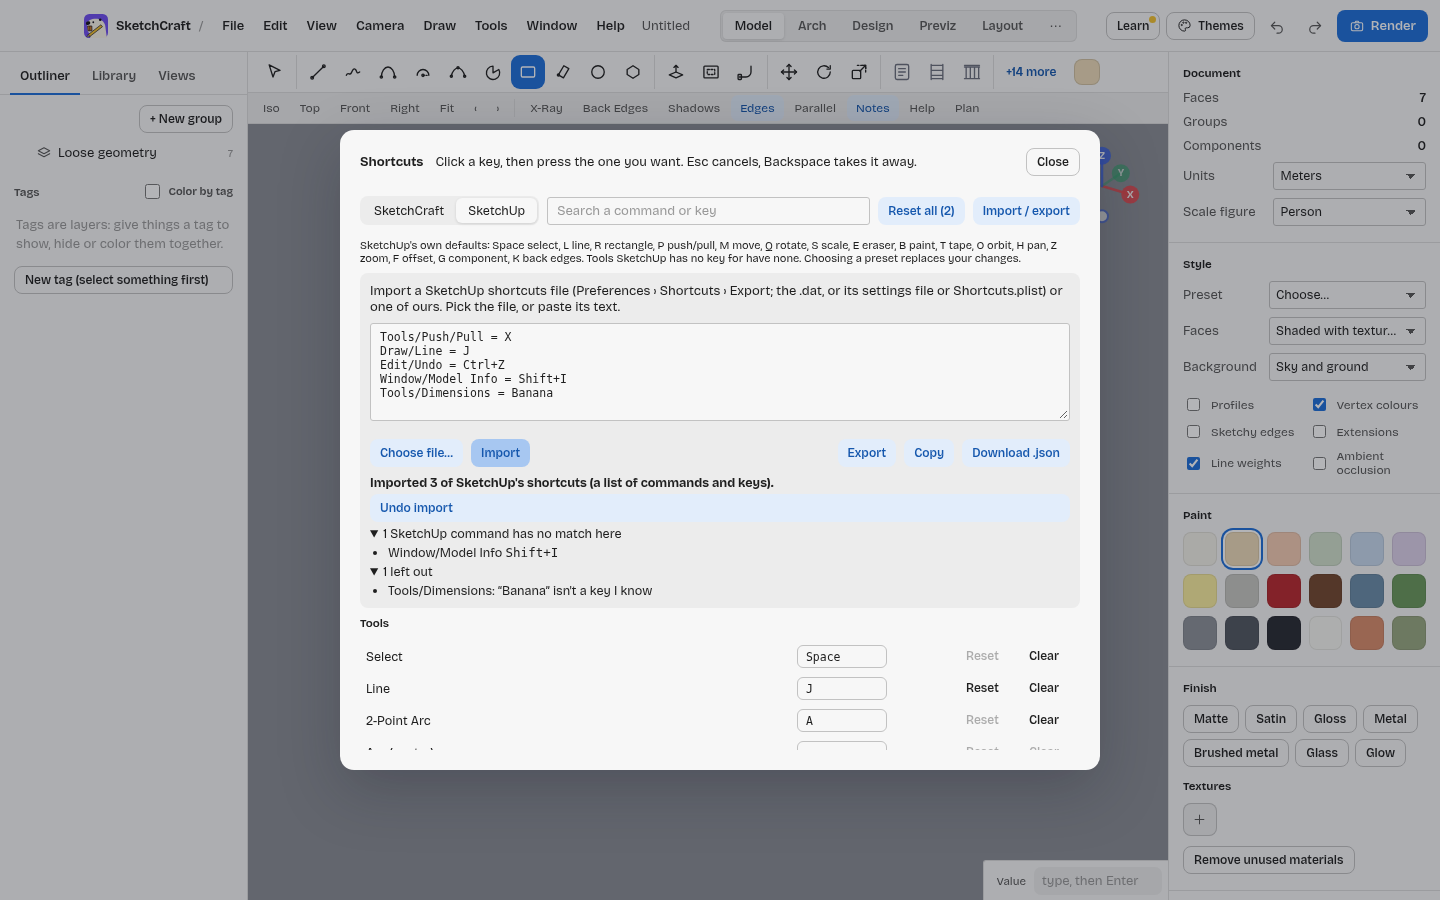 SketchCraft / File Edit View Camera Draw Tools Window Help Untitled Model Arch Design Previz Layout ··· Learn Themes Render
Outliner Library Views
+ New group
Loose geometry 7
Tags Color by tag
Tags are layers: give things a tag to
show, hide or color them together.
New tag (select something first)
+14 more
Iso Top Front Right Fit ‹ › X-Ray Back Edges Shadows Edges Parallel Notes Help Plan
Z
Y
X
Shortcuts Click a key, then press the one you want. Esc cancels, Backspace takes it away. Close
SketchCraft SketchUp Search a command or key Reset all (2) Import / export
SketchUp's own defaults: Space select, L line, R rectangle, P push/pull, M move, Q rotate, S scale, E eraser, B paint, T tape, O orbit, H pan, Z
zoom, F offset, G component, K back edges. Tools SketchUp has no key for have none. Choosing a preset replaces your changes.
Import a SketchUp shortcuts file (Preferences › Shortcuts › Export; the .dat, or its settings file or Shortcuts.plist) or
one of ours. Pick the file, or paste its text.
Tools/Push/Pull = X
Draw/Line = J
Edit/Undo = Ctrl+Z
Window/Model Info = Shift+I
Tools/Dimensions = Banana
Choose file... Import Export Copy Download .json
Imported 3 of SketchUp's shortcuts (a list of commands and keys).
Undo import
▼ 1 SketchUp command has no match here
• Window/Model Info Shift+I
▼ 1 left out
• Tools/Dimensions: “Banana” isn't a key I know
Tools
Select Space Reset Clear
Line J Reset Clear
2-Point Arc A Reset Clear
Value type, then Enter
Document
Faces 7
Groups 0
Components 0
Units Meters
Scale figure Person
Style
Preset Choose...
Faces Shaded with textur...
Background Sky and ground
Profiles Vertex colours
Sketchy edges Extensions
Line weights Ambient
occlusion
Paint
Finish
Matte Satin Gloss Metal
Brushed metal Glass Glow
Textures
+
Remove unused materials